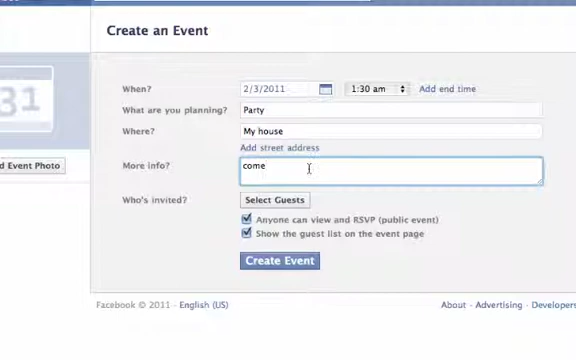 Create an Event
31
When? 2/3/2011 1:30 am Add end time
What are you planning? Party
Where? My house
Add street address
d Event Photo
More info? come
Who's invited? Select Guests
Anyone can view and RSVP (public event)
Show the guest list on the event page
Create Event
Facebook © 2011 · English (US)
About · Advertising · Developers